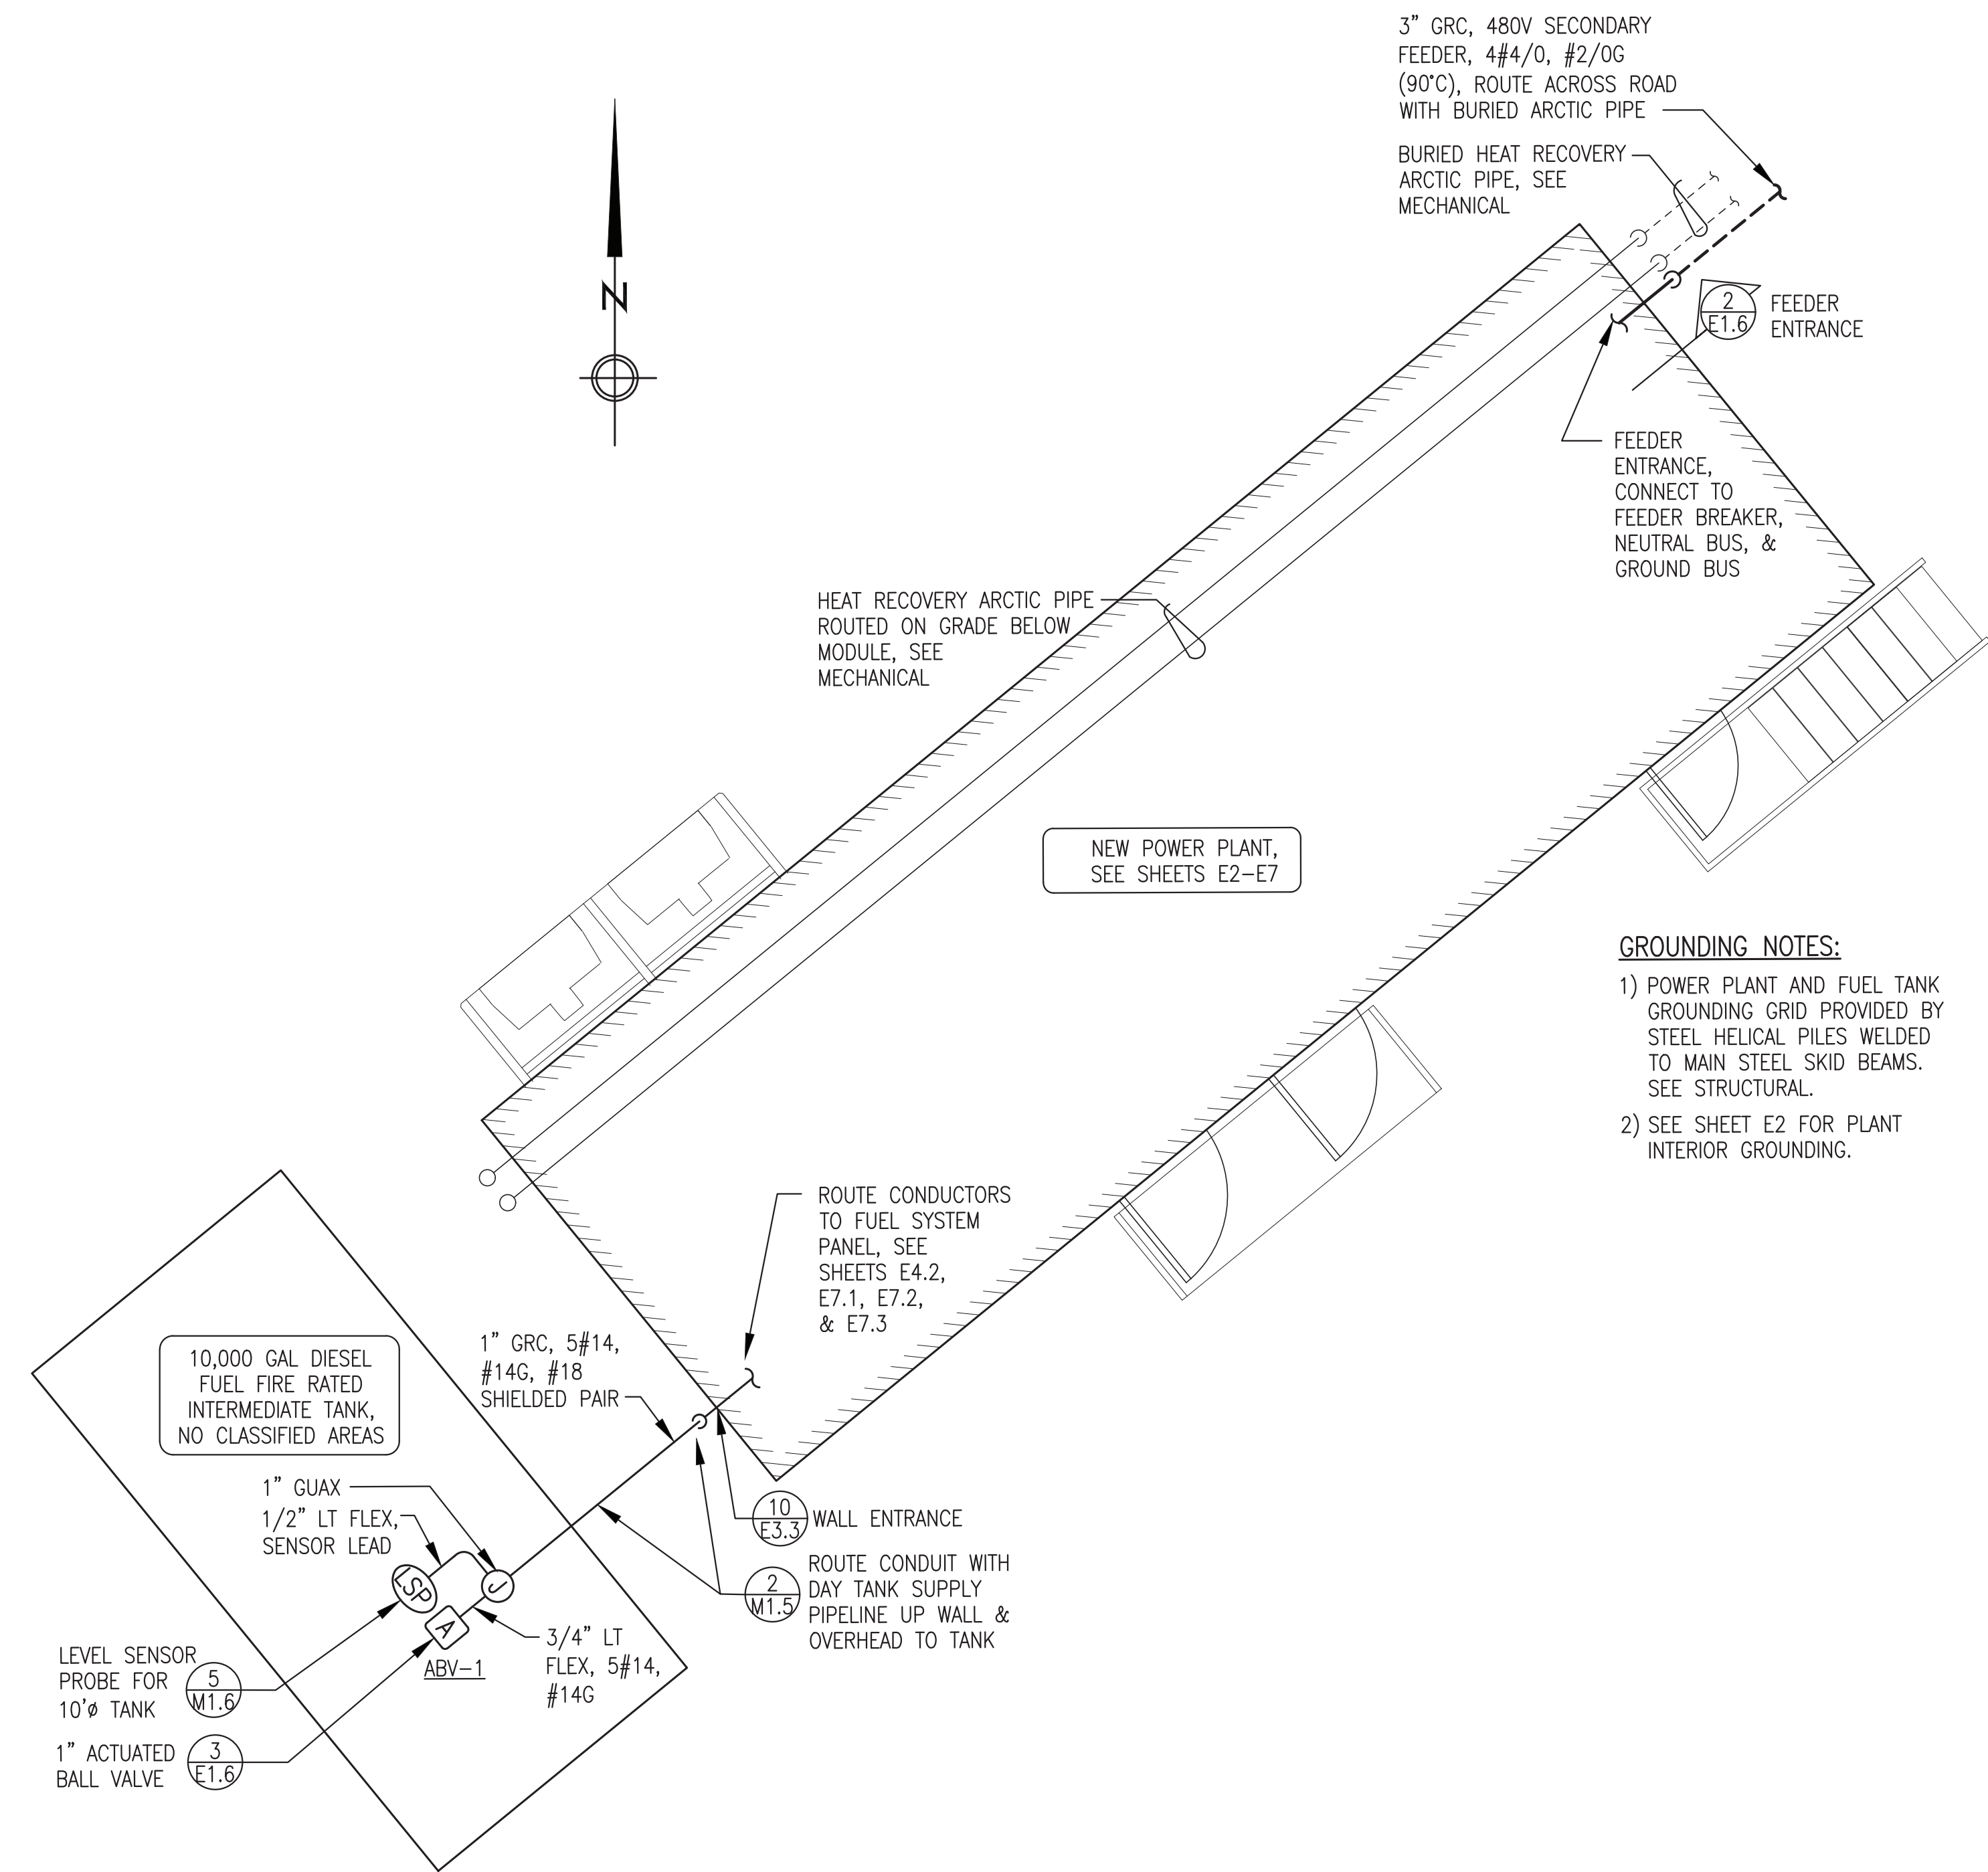 3" GRC, 480V SECONDARY
FEEDER, 4#4/0, #2/0G
(90°C), ROUTE ACROSS ROAD
WITH BURIED ARCTIC PIPE
BURIED HEAT RECOVERY
ARCTIC PIPE, SEE
MECHANICAL
N
2
E1.6
FEEDER
ENTRANCE
FEEDER
ENTRANCE,
CONNECT TO
FEEDER BREAKER,
NEUTRAL BUS, &
GROUND BUS
HEAT RECOVERY ARCTIC PIPE
ROUTED ON GRADE BELOW
MODULE, SEE
MECHANICAL
NEW POWER PLANT,
SEE SHEETS E2-E7
GROUNDING NOTES:
1) POWER PLANT AND FUEL TANK
GROUNDING GRID PROVIDED BY
STEEL HELICAL PILES WELDED
TO MAIN STEEL SKID BEAMS.
SEE STRUCTURAL.
2) SEE SHEET E2 FOR PLANT
INTERIOR GROUNDING.
ROUTE CONDUCTORS
TO FUEL SYSTEM
PANEL, SEE
SHEETS E4.2,
E7.1, E7.2,
& E7.3
1" GRC, 5#14,
#14G, #18
SHIELDED PAIR
10,000 GAL DIESEL
FUEL FIRE RATED
INTERMEDIATE TANK,
NO CLASSIFIED AREAS
1" GUAX
1/2" LT FLEX,
SENSOR LEAD
LSP
J
A
ABV-1
10
E3.3
WALL ENTRANCE
2
M1.5
ROUTE CONDUIT WITH
DAY TANK SUPPLY
PIPELINE UP WALL &
OVERHEAD TO TANK
3/4" LT
FLEX, 5#14,
#14G
LEVEL SENSOR
PROBE FOR
10'ø TANK
5
M1.6
1" ACTUATED
BALL VALVE
3
E1.6